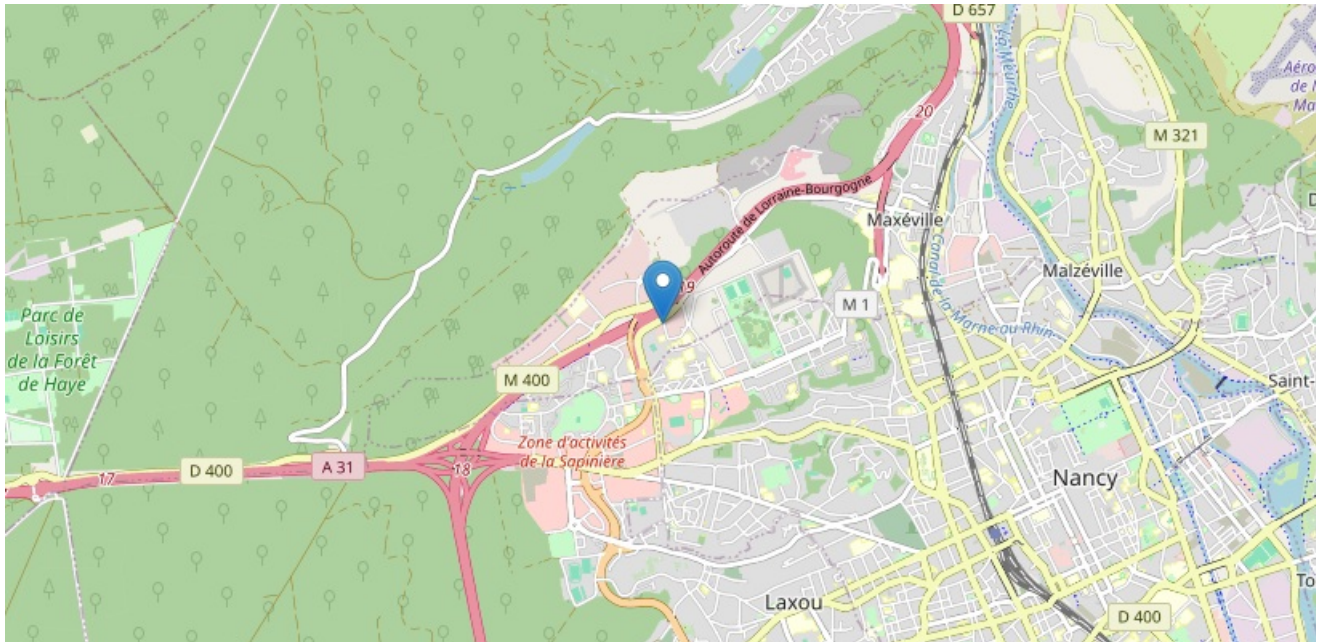 D 657
La Meurthe
Aéro
de l
Ma
20
M 321
Autoroute de Lorraine-Bourgogne
Maxéville
D
19
Malzéville
M 1
Canal de la Marne au Rhin
Parc de
Loisirs
de la Forêt
de Haye
M 400
Saint-
Zone d'activités
de la Sapinière
17
D 400
A 31
18
Nancy
Laxou
To
D 400